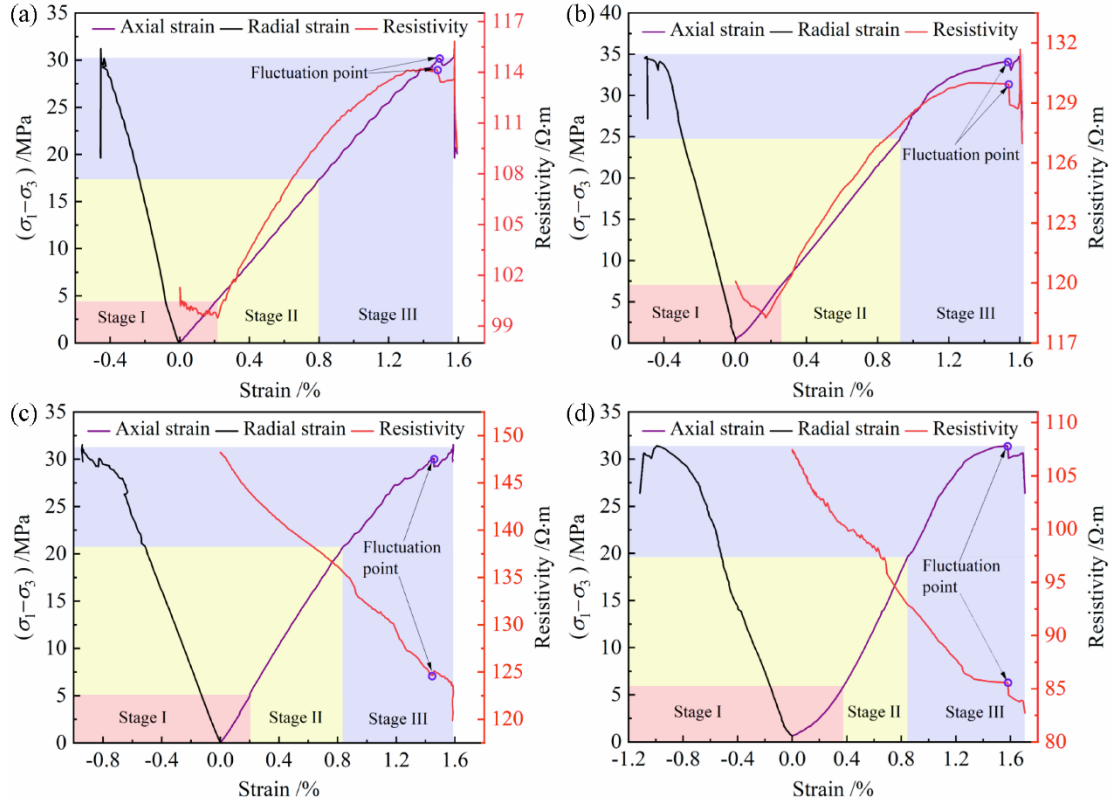 (a)
Axial strain
Radial strain
Resistivity
35
30
25
20
15
10
5
0
(σ₁−σ₃) /MPa
-0.4
0.0
0.4
0.8
1.2
1.6
Strain /%
117
114
111
108
105
102
99
Resistivity /Ω·m
Fluctuation point
Stage I
Stage II
Stage III
(b)
Axial strain
Radial strain
Resistivity
40
35
30
25
20
15
10
5
0
(σ₁−σ₃) /MPa
-0.4
0.0
0.4
0.8
1.2
1.6
Strain /%
132
129
126
123
120
117
Resistivity /Ω·m
Fluctuation point
Stage I
Stage II
Stage III
(c)
Axial strain
Radial strain
Resistivity
35
30
25
20
15
10
5
0
(σ₁−σ₃) /MPa
-0.8
-0.4
0.0
0.4
0.8
1.2
1.6
Strain /%
150
145
140
135
130
125
120
Resistivity /Ω·m
Fluctuation
point
Stage I
Stage II
Stage III
(d)
Axial strain
Radial strain
Resistivity
35
30
25
20
15
10
5
0
(σ₁−σ₃) /MPa
-1.2
-0.8
-0.4
0.0
0.4
0.8
1.2
1.6
Strain /%
110
105
100
95
90
85
80
Resistivity /Ω·m
Fluctuation
point
Stage I
Stage II
Stage III